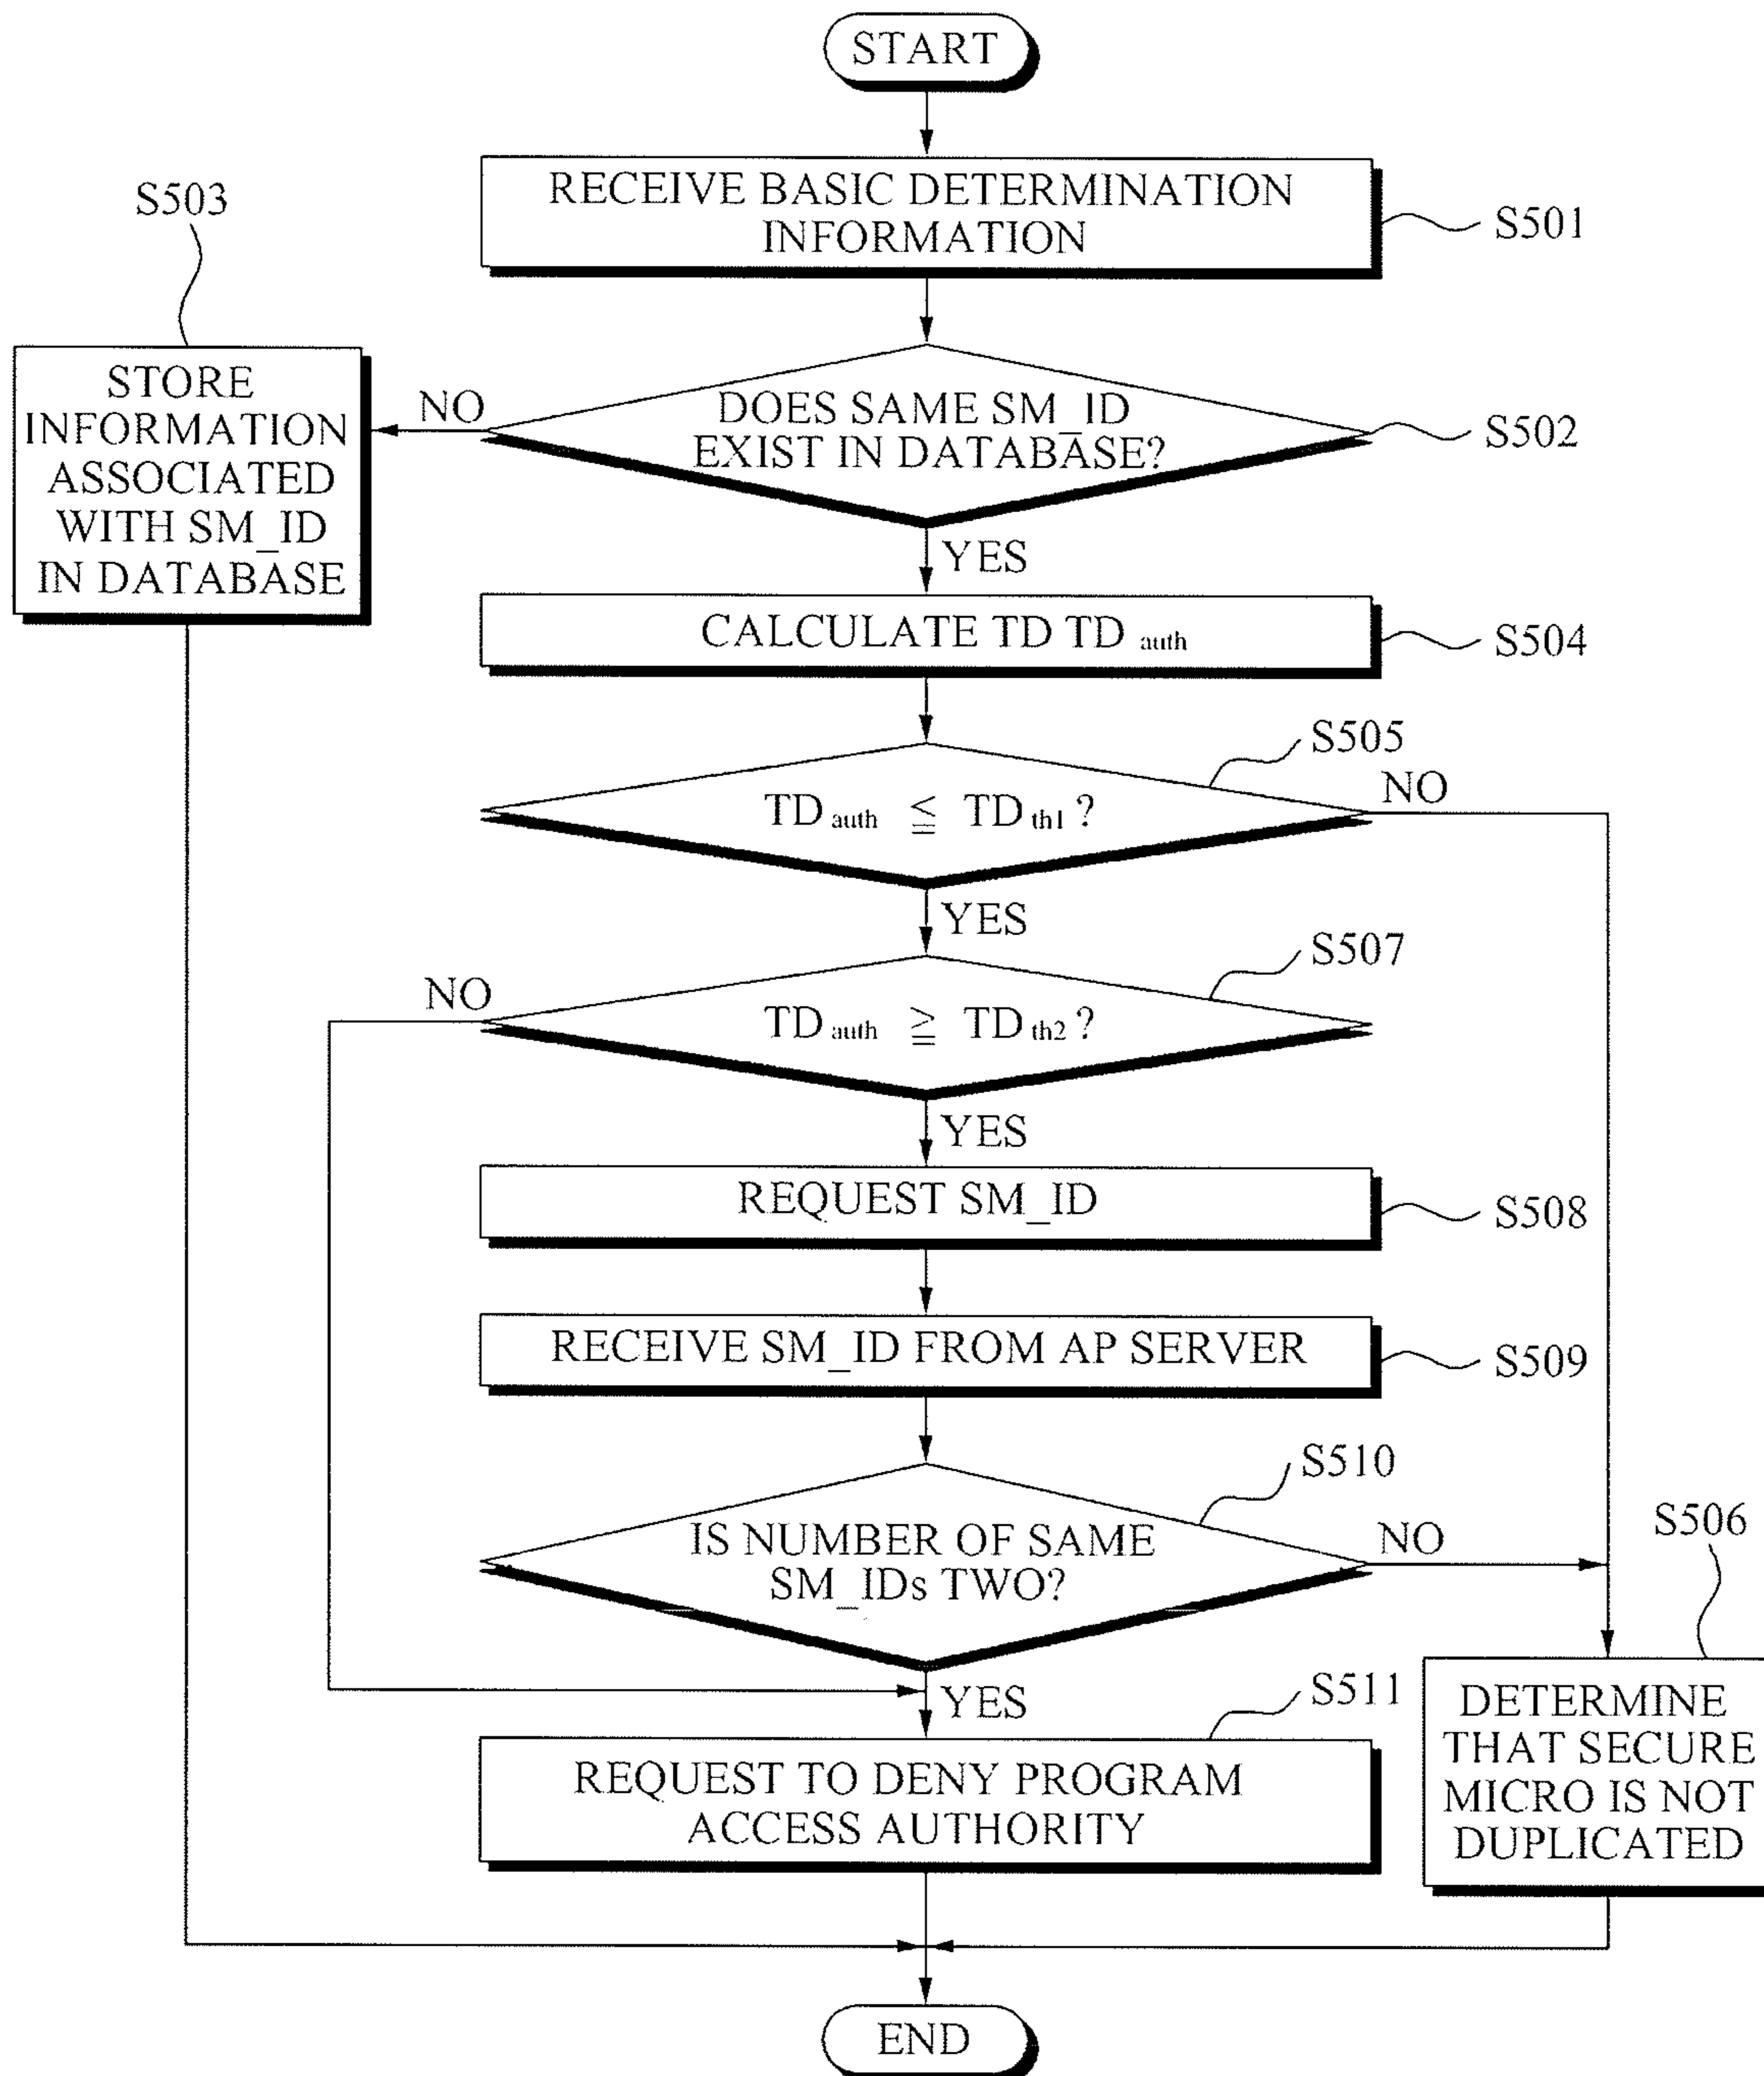 START
RECEIVE BASIC DETERMINATION
INFORMATION
S501
S503
STORE
INFORMATION
ASSOCIATED
WITH SM_ID
IN DATABASE
NO
DOES SAME SM_ID
EXIST IN DATABASE?
S502
YES
CALCULATE TD TD auth
S504
S505
TD auth ≦ TD th1 ?
NO
YES
S507
NO
TD auth ≧ TD th2 ?
YES
REQUEST SM_ID
S508
RECEIVE SM_ID FROM AP SERVER
S509
S510
IS NUMBER OF SAME
SM_IDs TWO?
NO
S506
YES
S511
REQUEST TO DENY PROGRAM
ACCESS AUTHORITY
DETERMINE
THAT SECURE
MICRO IS NOT
DUPLICATED
END